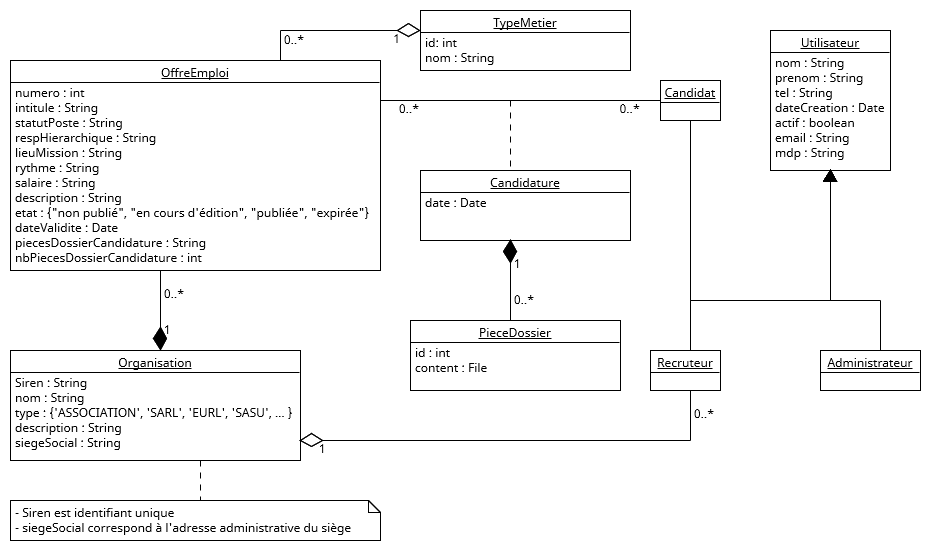 TypeMetier
id: int
nom : String
0..*
1
OffreEmploi
numero : int
intitule : String
statutPoste : String
respHierarchique : String
lieuMission : String
rythme : String
salaire : String
description : String
etat : {"non publié", "en cours d'édition", "publiée", "expirée"}
dateValidite : Date
piecesDossierCandidature : String
nbPiecesDossierCandidature : int
0..*
0..*
Candidat
Utilisateur
nom : String
prenom : String
tel : String
dateCreation : Date
actif : boolean
email : String
mdp : String
Candidature
date : Date
1
0..*
PieceDossier
id : int
content : File
0..*
1
Organisation
Siren : String
nom : String
type : {'ASSOCIATION', 'SARL', 'EURL', 'SASU', ... }
description : String
siegeSocial : String
Recruteur
Administrateur
0..*
1
- Siren est identifiant unique
- siegeSocial correspond à l'adresse administrative du siège